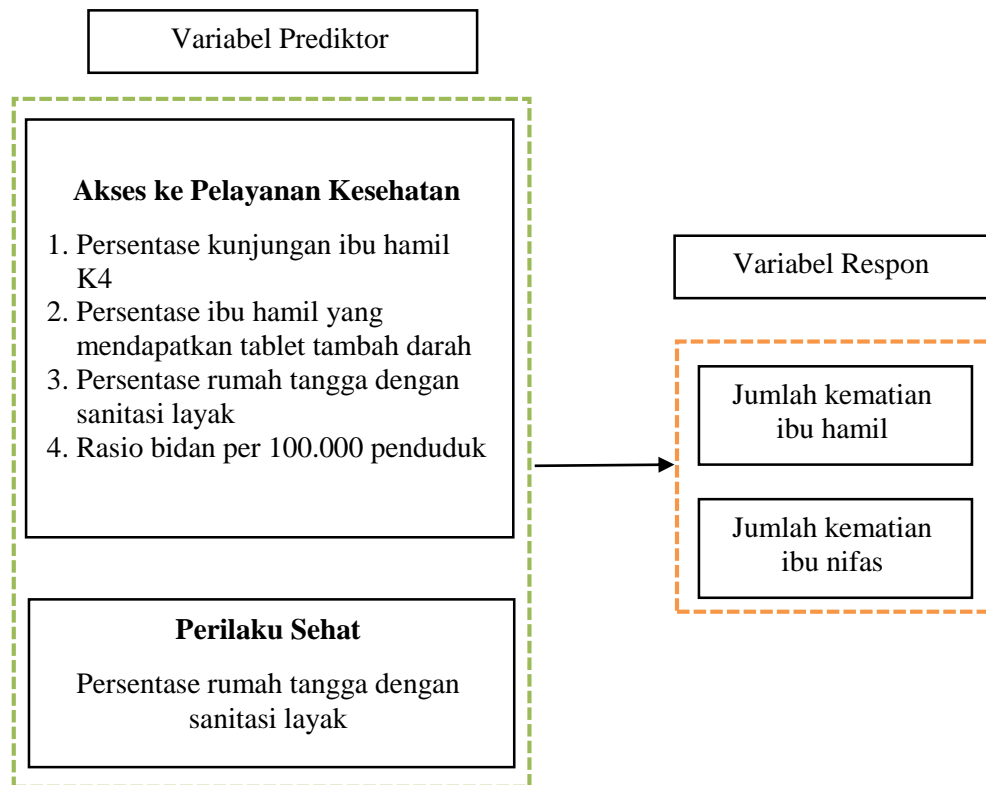 Variabel Prediktor
Akses ke Pelayanan Kesehatan
1. Persentase kunjungan ibu hamil
K4
2. Persentase ibu hamil yang
mendapatkan tablet tambah darah
3. Persentase rumah tangga dengan
sanitasi layak
4. Rasio bidan per 100.000 penduduk
Perilaku Sehat
Persentase rumah tangga dengan
sanitasi layak
Variabel Respon
Jumlah kematian
ibu hamil
Jumlah kematian
ibu nifas